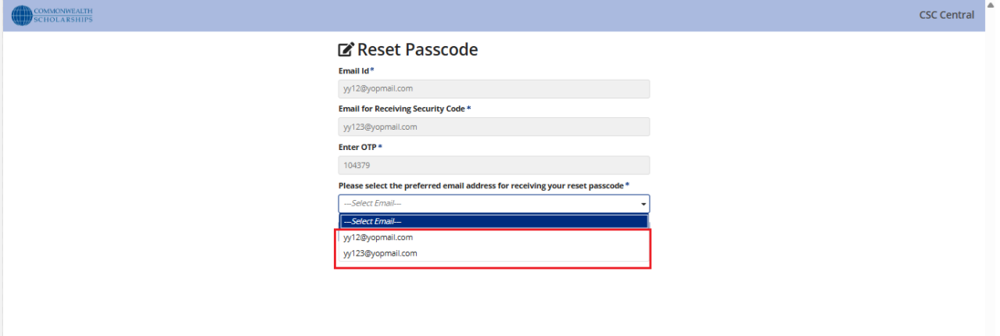 COMMONWEALTH
SCHOLARSHIPS
CSC Central
Reset Passcode
Email Id*
yy12@yopmail.com
Email for Receiving Security Code *
yy123@yopmail.com
Enter OTP *
104379
Please select the preferred email address for receiving your reset passcode *
---Select Email---
---Select Email---
yy12@yopmail.com
yy123@yopmail.com